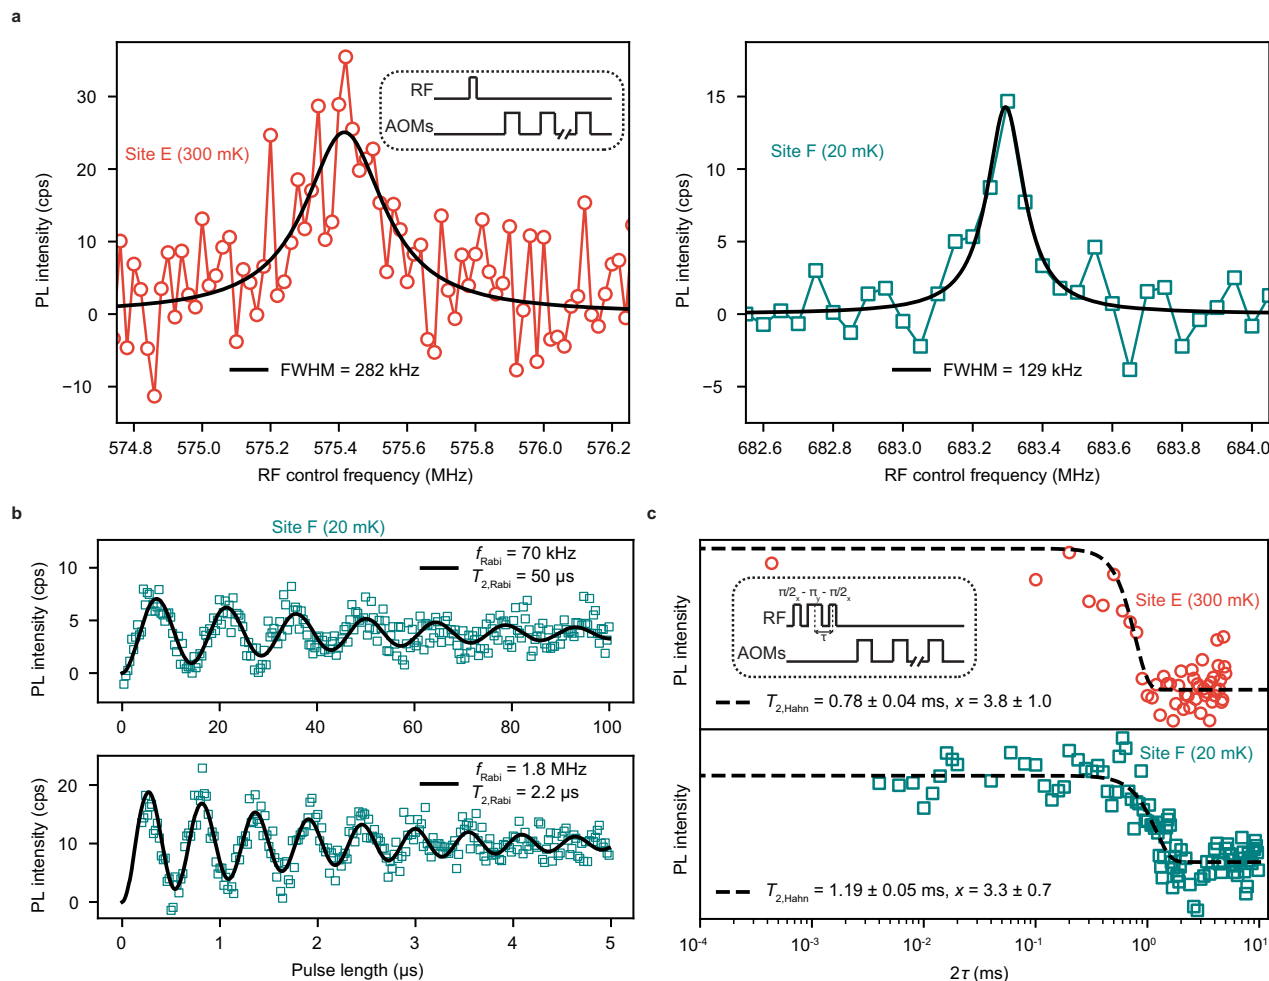 a
30
20
10
0
−10
PL intensity (cps)
Site E (300 mK)
RF
AOMs
FWHM = 282 kHz
574.8 575.0 575.2 575.4 575.6 575.8 576.0 576.2
RF control frequency (MHz)
15
10
5
0
−5
PL intensity (cps)
Site F (20 mK)
FWHM = 129 kHz
682.6 682.8 683.0 683.2 683.4 683.6 683.8 684.0
RF control frequency (MHz)
b
Site F (20 mK)
10
5
0
PL intensity (cps)
f_Rabi = 70 kHz
T_2,Rabi = 50 µs
0 20 40 60 80 100
20
10
0
PL intensity (cps)
f_Rabi = 1.8 MHz
T_2,Rabi = 2.2 µs
0 1 2 3 4 5
Pulse length (µs)
c
PL intensity
π/2_x - π_y - π/2_x
RF
τ
AOMs
Site E (300 mK)
T_2,Hahn = 0.78 ± 0.04 ms, x = 3.8 ± 1.0
PL intensity
Site F (20 mK)
T_2,Hahn = 1.19 ± 0.05 ms, x = 3.3 ± 0.7
10⁻⁴ 10⁻³ 10⁻² 10⁻¹ 10⁰ 10¹
2τ (ms)